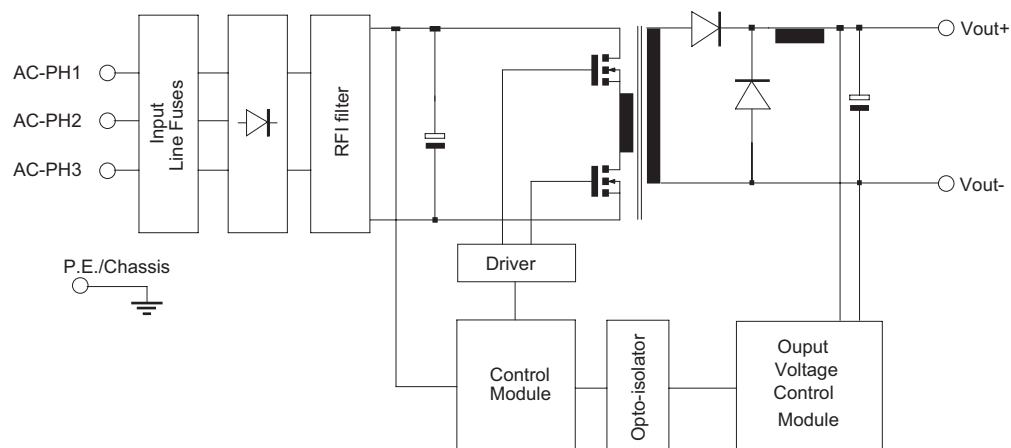 AC-PH1
AC-PH2
AC-PH3
Input
Line Fuses
RFI filter
Vout+
Vout-
P.E./Chassis
Driver
Control
Module
Opto-isolator
Ouput
Voltage
Control
Module